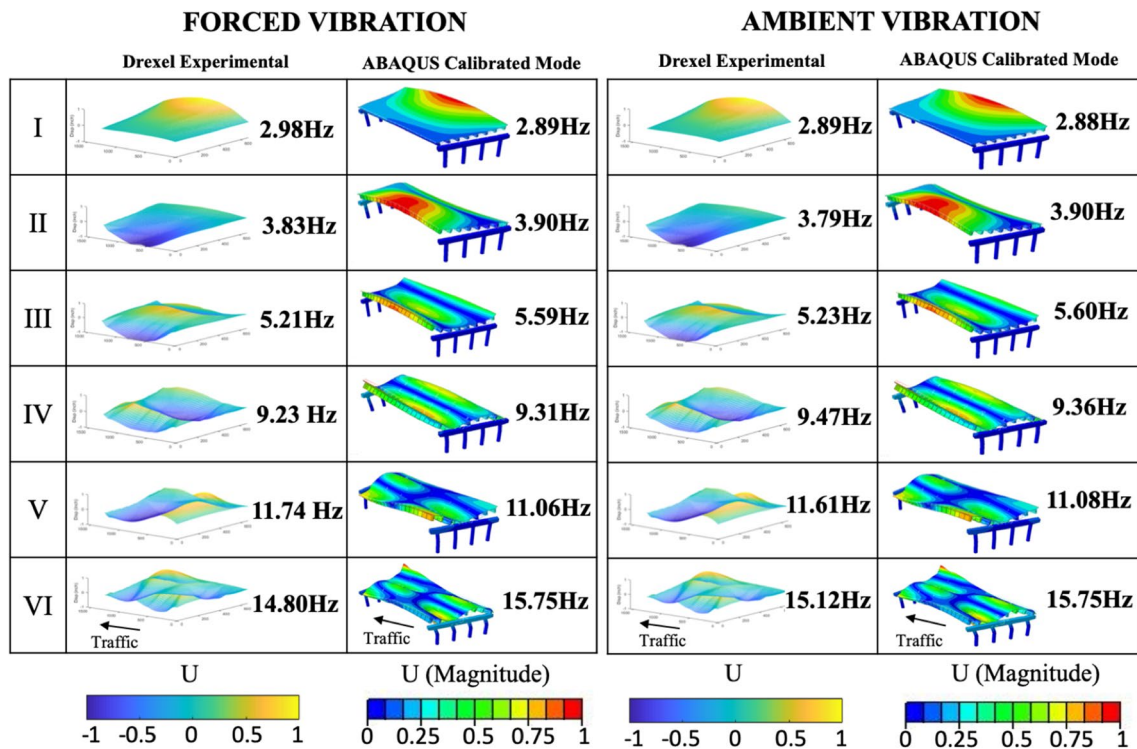 FORCED VIBRATION
AMBIENT VIBRATION
Drexel Experimental
ABAQUS Calibrated Mode
Drexel Experimental
ABAQUS Calibrated Mode
I
2.98Hz
2.89Hz
2.89Hz
2.88Hz
II
3.83Hz
3.90Hz
3.79Hz
3.90Hz
III
5.21Hz
5.59Hz
5.23Hz
5.60Hz
IV
9.23 Hz
9.31Hz
9.47Hz
9.36Hz
V
11.74 Hz
11.06Hz
11.61Hz
11.08Hz
VI
14.80Hz
15.75Hz
15.12Hz
15.75Hz
Traffic
Traffic
Traffic
Traffic
U
U (Magnitude)
U
U (Magnitude)
-1 -0.5 0 0.5 1
0 0.25 0.5 0.75 1
-1 -0.5 0 0.5 1
0 0.25 0.5 0.75 1